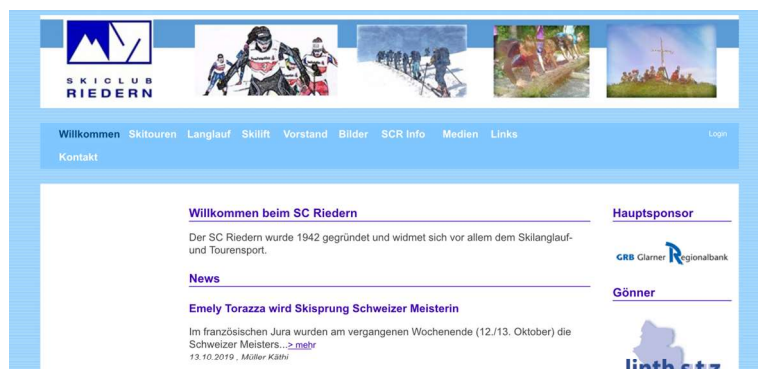 SKICLUB
RIEDERN
Willkommen Skitouren Langlauf Skilift Vorstand Bilder SCR Info Medien Links
Login
Kontakt
Willkommen beim SC Riedern
Der SC Riedern wurde 1942 gegründet und widmet sich vor allem dem Skilanglauf-
und Tourensport.
News
Emely Torazza wird Skisprung Schweizer Meisterin
Im französischen Jura wurden am vergangenen Wochenende (12./13. Oktober) die
Schweizer Meisters...> mehr
13.10.2019 , Müller Käthi
Hauptsponsor
GRB Glarner Regionalbank
Gönner
linth s t z